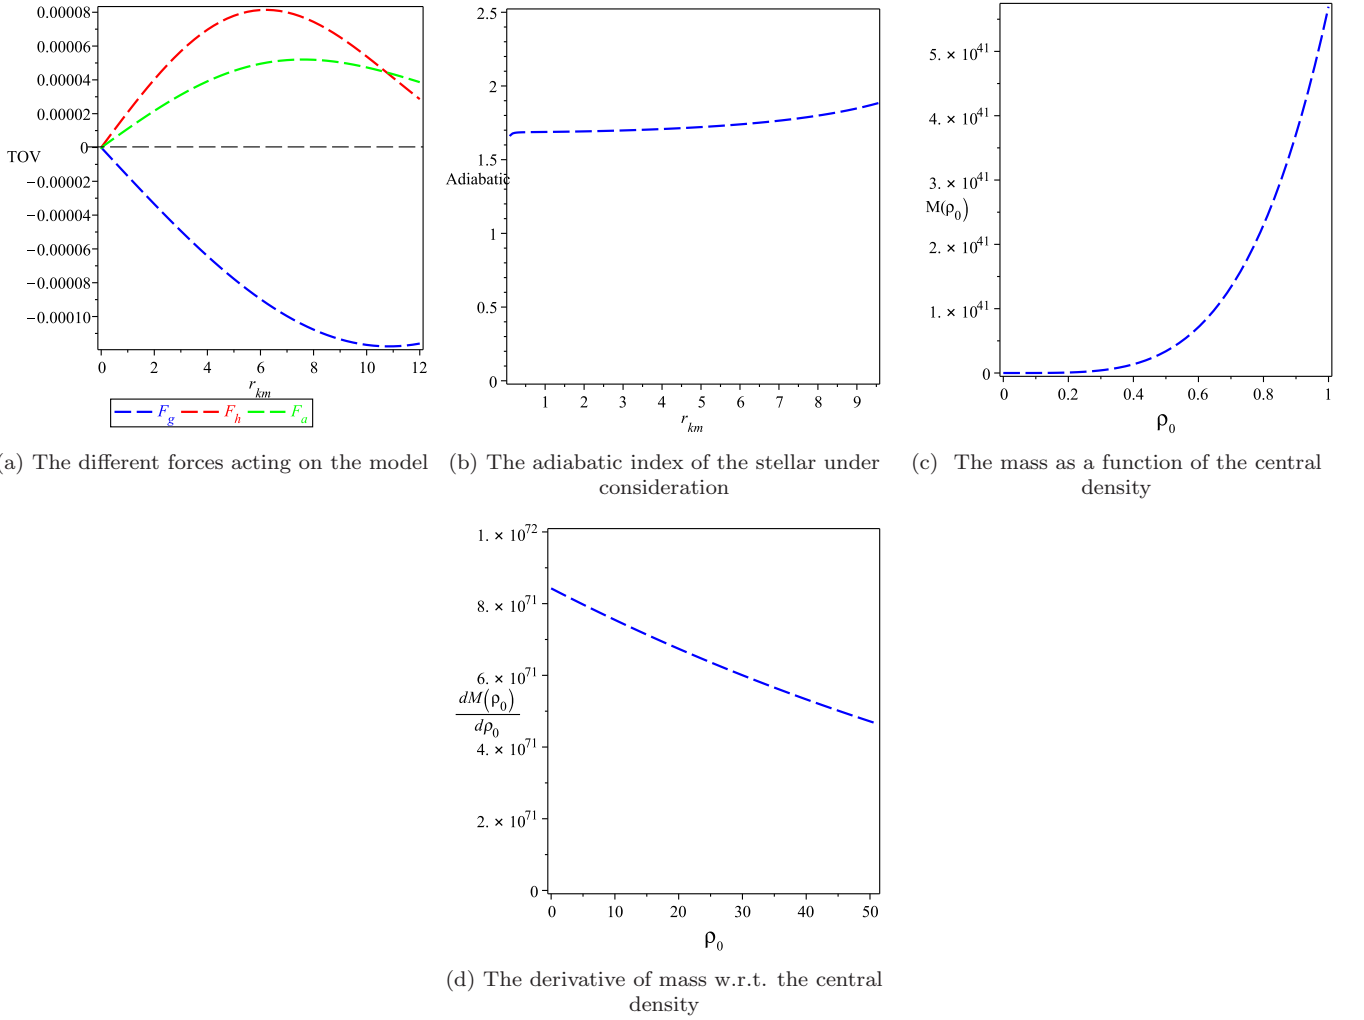 0.00008
0.00006
0.00004
0.00002
0
TOV
−0.00002
−0.00004
−0.00006
−0.00008
−0.00010
0 2 4 6 8 10 12
r_km
F_g F_h F_a
(a) The different forces acting on the model
2.5
2
1.5
Adiabatic
1
0.5
0
1 2 3 4 5 6 7 8 9
r_km
(b) The adiabatic index of the stellar under
consideration
5. × 10^41
4. × 10^41
3. × 10^41
M(ρ_0)
2. × 10^41
1. × 10^41
0
0 0.2 0.4 0.6 0.8 1
ρ_0
(c) The mass as a function of the central
density
1. × 10^72
8. × 10^71
6. × 10^71
dM(ρ_0)
dρ_0
4. × 10^71
2. × 10^71
0
0 10 20 30 40 50
ρ_0
(d) The derivative of mass w.r.t. the central
density